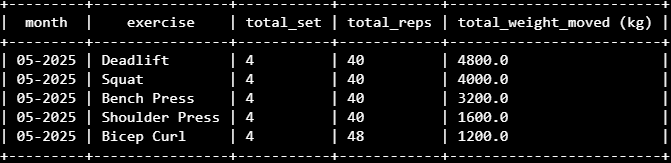 | month | exercise | total_set | total_reps | total_weight_moved (kg) |
| 05-2025 | Deadlift | 4 | 40 | 4800.0 |
| 05-2025 | Squat | 4 | 40 | 4000.0 |
| 05-2025 | Bench Press | 4 | 40 | 3200.0 |
| 05-2025 | Shoulder Press | 4 | 40 | 1600.0 |
| 05-2025 | Bicep Curl | 4 | 48 | 1200.0 |